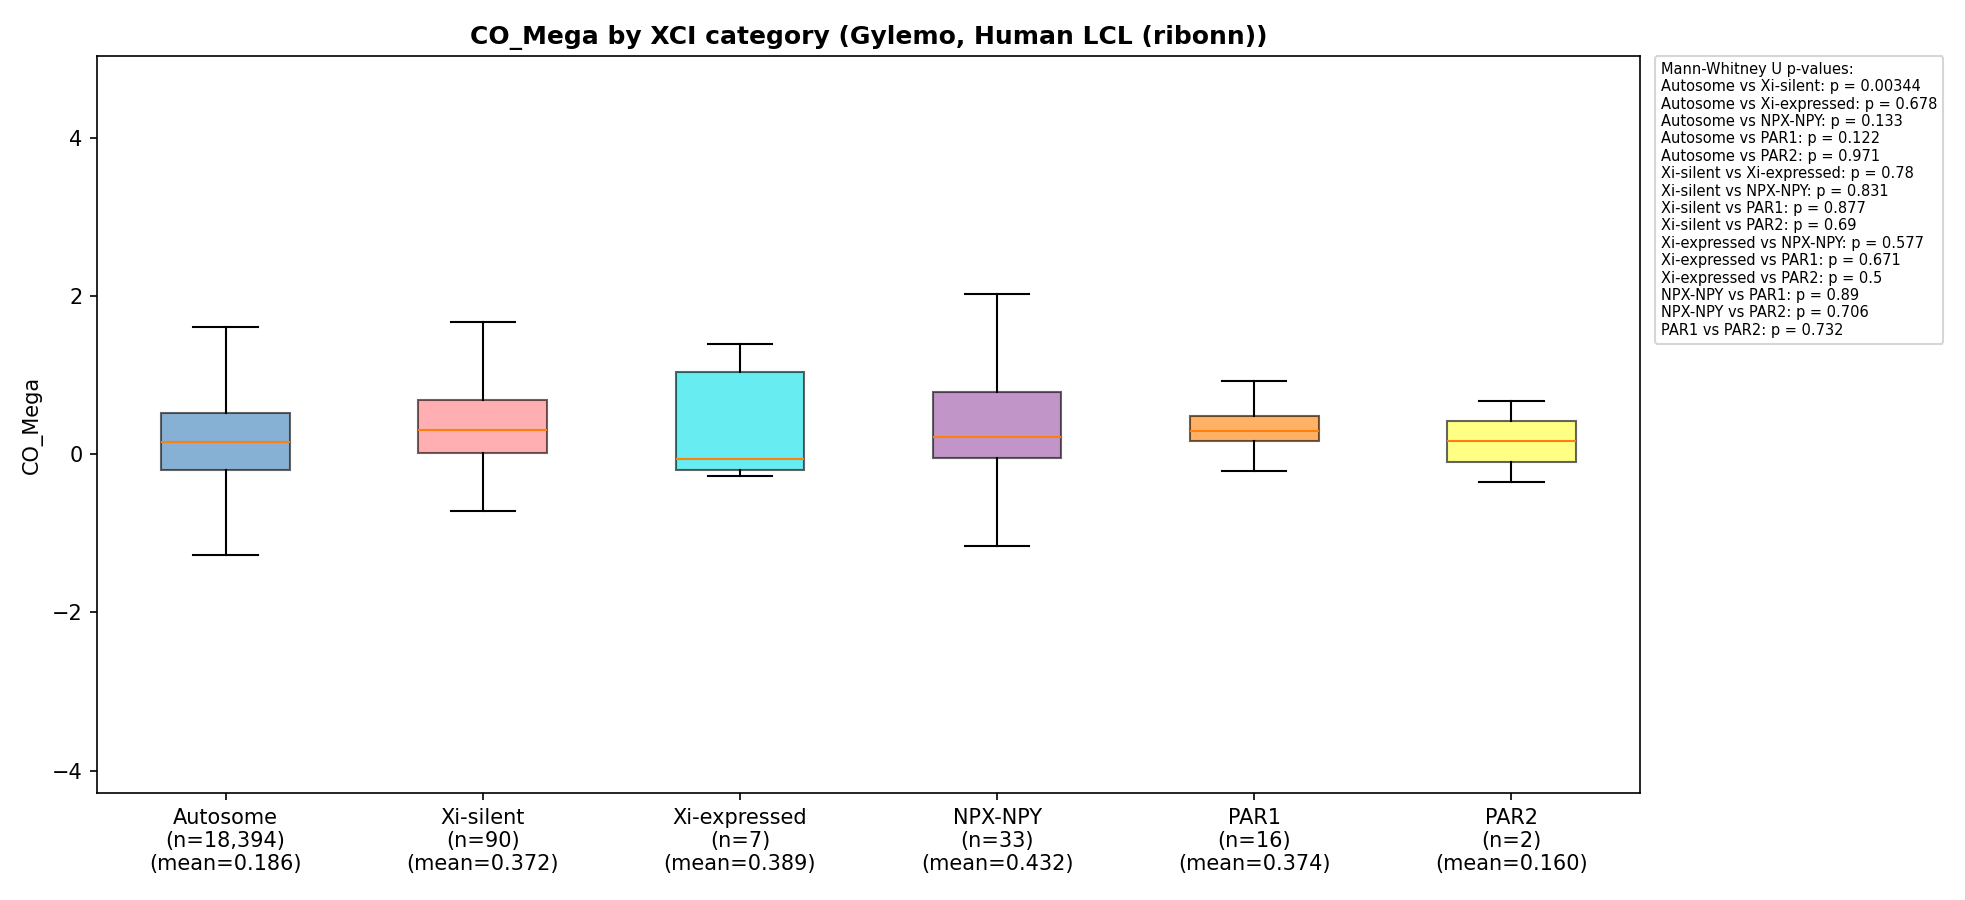 CO_Mega by XCI category (Gylemo, Human LCL (ribonn))
Mann-Whitney U p-values:
Autosome vs Xi-silent: p = 0.00344
Autosome vs Xi-expressed: p = 0.678
Autosome vs NPX-NPY: p = 0.133
Autosome vs PAR1: p = 0.122
Autosome vs PAR2: p = 0.971
Xi-silent vs Xi-expressed: p = 0.78
Xi-silent vs NPX-NPY: p = 0.831
Xi-silent vs PAR1: p = 0.877
Xi-silent vs PAR2: p = 0.69
Xi-expressed vs NPX-NPY: p = 0.577
Xi-expressed vs PAR1: p = 0.671
Xi-expressed vs PAR2: p = 0.5
NPX-NPY vs PAR1: p = 0.89
NPX-NPY vs PAR2: p = 0.706
PAR1 vs PAR2: p = 0.732
CO_Mega
4
2
0
−2
−4
Autosome
(n=18,394)
(mean=0.186)
Xi-silent
(n=90)
(mean=0.372)
Xi-expressed
(n=7)
(mean=0.389)
NPX-NPY
(n=33)
(mean=0.432)
PAR1
(n=16)
(mean=0.374)
PAR2
(n=2)
(mean=0.160)